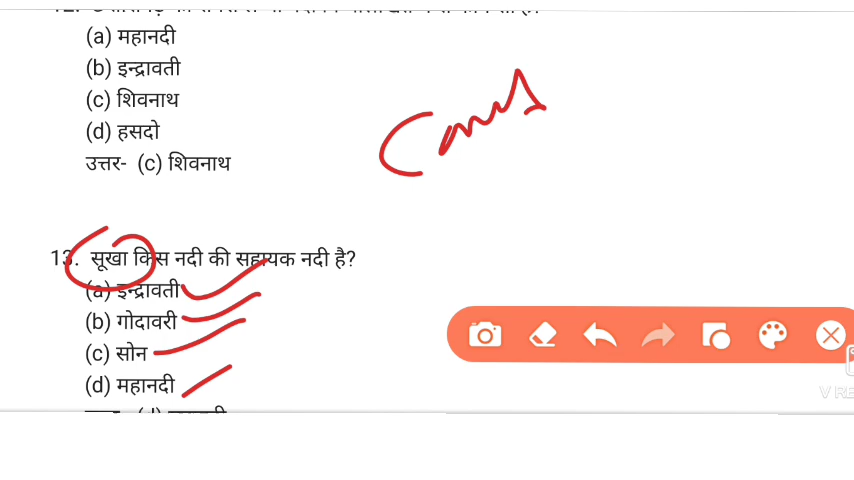 (a) महानदी
(b) इन्द्रावती
(c) शिवनाथ
(d) हसदो
उत्तर- (c) शिवनाथ
13. सूखा किस नदी की सहायक नदी है?
(a) इन्द्रावती
(b) गोदावरी
(c) सोन
(d) महानदी
V RE